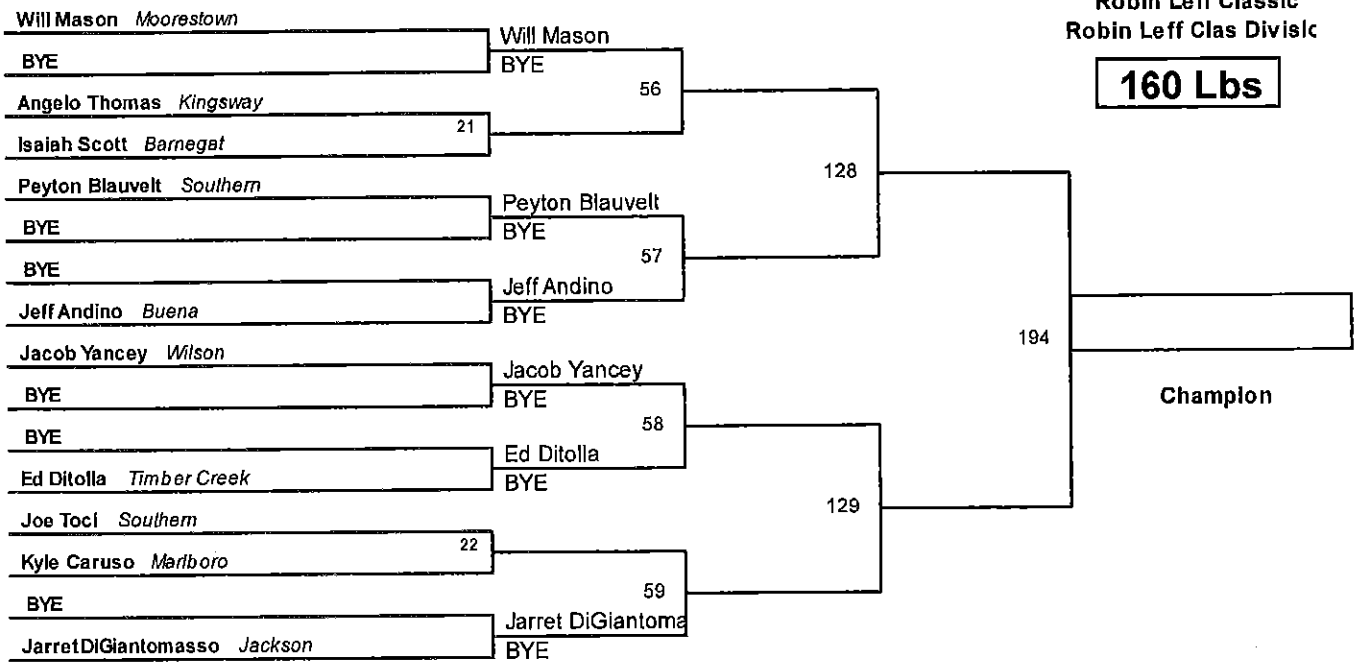 Robin Leff Classic
Robin Leff Clas Divisic
160 Lbs
Will Mason Moorestown
BYE
Will Mason
BYE
56
Angelo Thomas Kingsway
21
Isaiah Scott Barnegat
128
Peyton Blauvelt Southern
BYE
Peyton Blauvelt
BYE
57
BYE
Jeff Andino Buena
Jeff Andino
BYE
194
Champion
Jacob Yancey Wilson
BYE
Jacob Yancey
BYE
58
BYE
Ed Ditolla Timber Creek
Ed Ditolla
BYE
129
Joe Toci Southern
22
Kyle Caruso Marlboro
59
BYE
Jarret DiGiantomasso Jackson
Jarret DiGiantoma
BYE